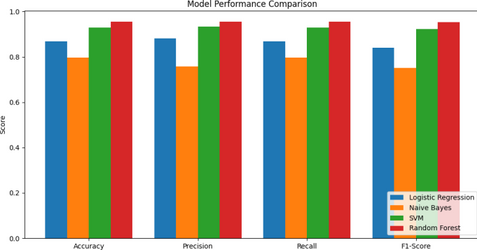 Model Performance Comparison
1.0
0.8
0.6
0.4
0.2
0.0
Score
Accuracy
Precision
Recall
F1-Score
Logistic Regression
Naive Bayes
SVM
Random Forest